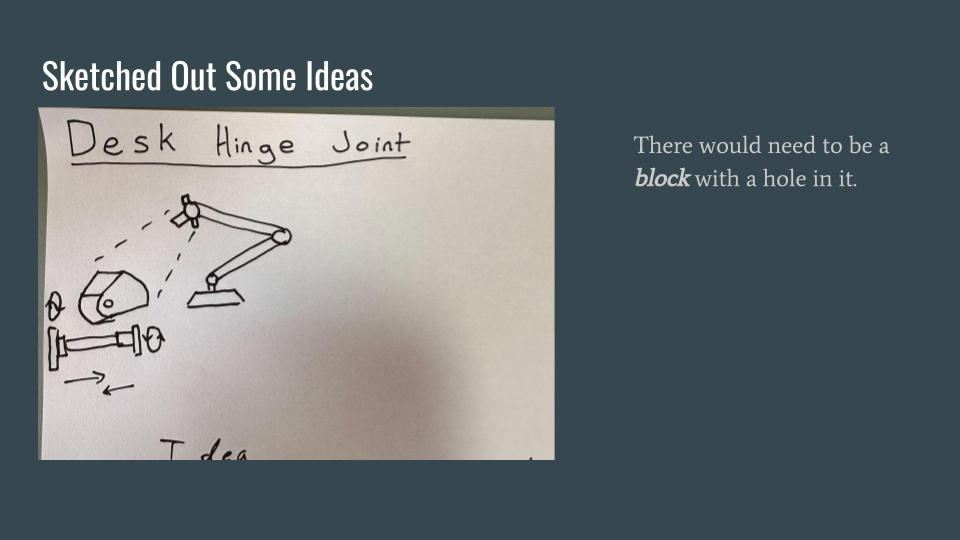 Sketched Out Some Ideas
Desk Hinge Joint
There would need to be a
block with a hole in it.
Idea